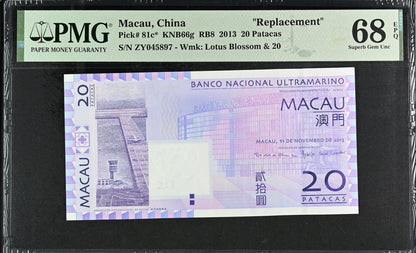 PMG
PAPER MONEY GUARANTY
Macau, China "Replacement"
Pick# 81c* KNB66g RB8 2013 20 Patacas
S/N ZY045897 - Wmk: Lotus Blossom & 20
68 EPQ
Superb Gem Unc
20
MACAU
BANCO NACIONAL ULTRAMARINO
MACAU
澳門
MACAU, 11 DE NOVEMBRO DE 2013
貳拾圓
20
PATACAS